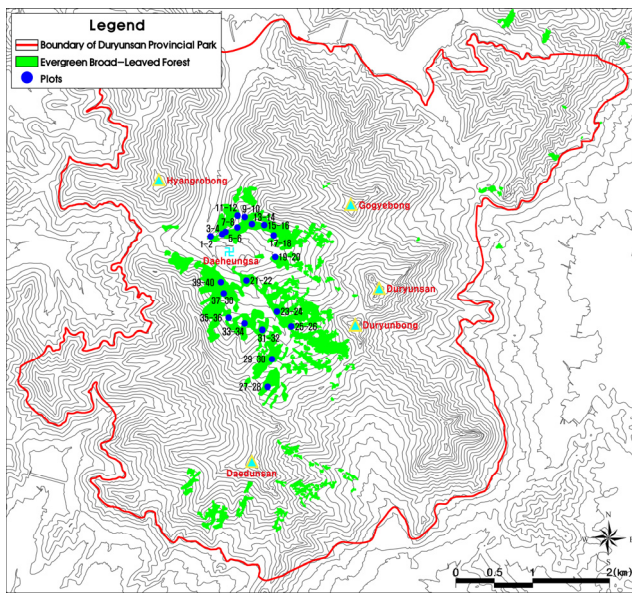 Legend
Boundary of Duryunsan Provincial Park
Evergreen Broad-Leaved Forest
Plots
Hyangrobong
Gogyebong
11-12
9-10
7-8
13-14
3-4
15-16
5-6
1-2
17-18
Daeheungsa
卍
19-20
39-40
21-22
Duryunsan
37-38
23-24
35-36
Duryunbong
33-34
25-26
31-32
29-30
27-28
Daedunsan
N
W
E
S
0
0.5
1
2(km)